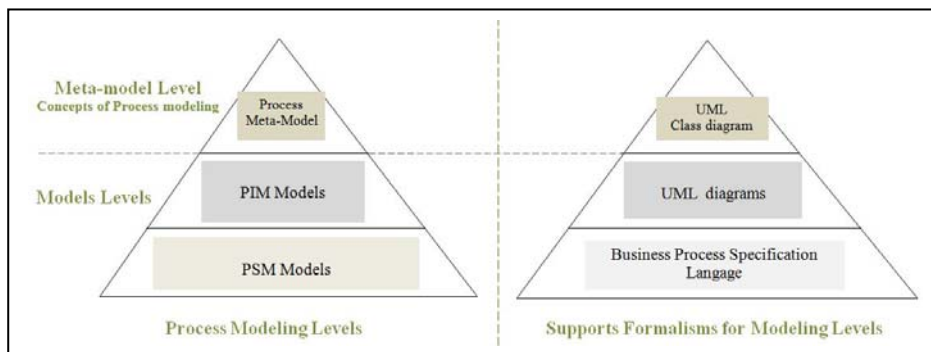 Meta-model Level
Concepts of Process modeling
Process
Meta-Model
UML
Class diagram
Models Levels
PIM Models
UML diagrams
PSM Models
Business Process Specification
Langage
Process Modeling Levels
Supports Formalisms for Modeling Levels